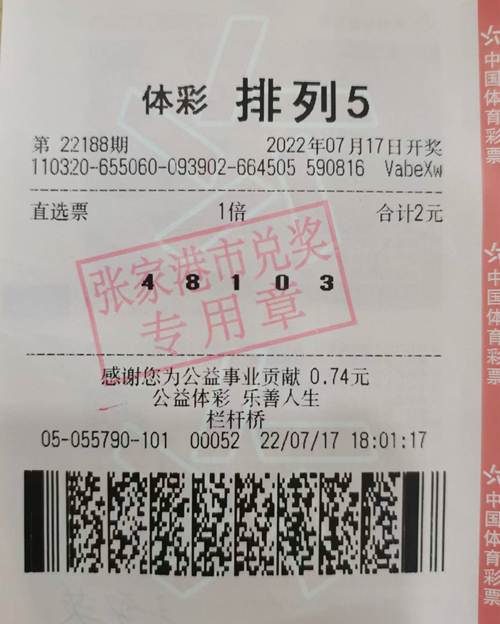 体彩 排列5
第 22188期 2022年07月17日开奖
110320-655060-093902-664505 590816 VabeXw
直选票 1倍 合计2元
张家港市兑奖
4 8 1 0 3
专用章
感谢您为公益事业贡献 0.74元
公益体彩 乐善人生
栏杆桥
05-055790-101 00052 22/07/17 18:01:17
中国体育彩票
中国体育彩票
中国体育彩票